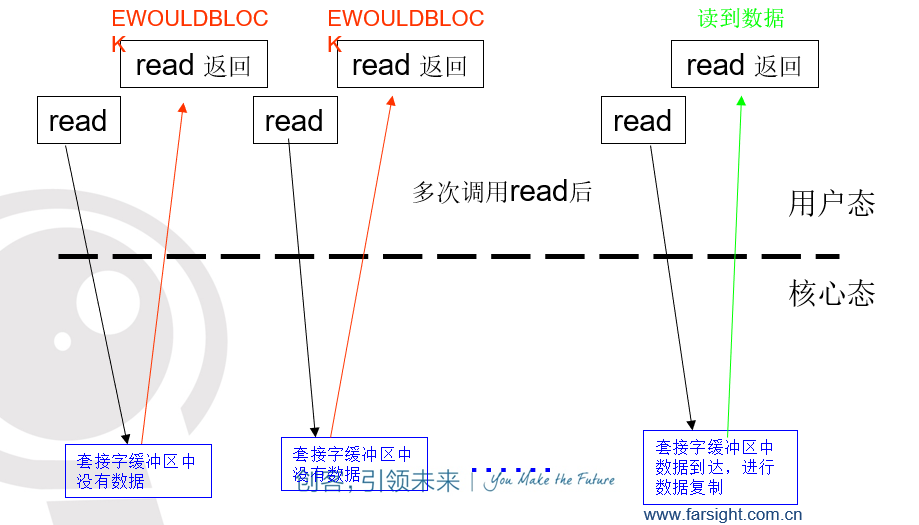 EWOULDBLOC
K
read 返回
read
EWOULDBLOC
K
read 返回
read
读到数据
read 返回
read
多次调用read后
用户态
核心态
套接字缓冲区中
没有数据
套接字缓冲区中
没有数据
......
套接字缓冲区中
数据到达，进行
数据复制
创客，引领未来
You Make the Future
www.farsight.com.cn